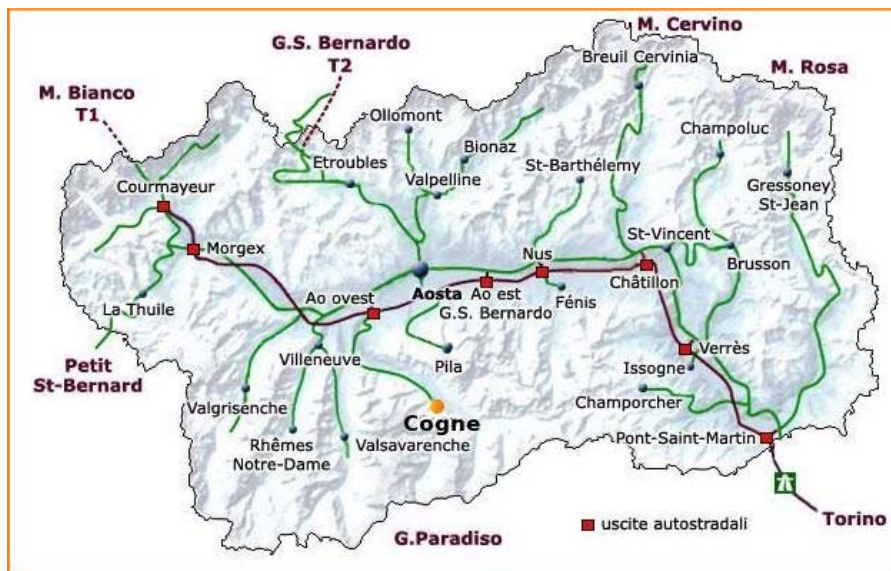 M. Cervino
G.S. Bernardo
T2
Breuil Cervinia
M. Rosa
M. Bianco
T1
Ollomont
Bionaz
Champoluc
Etroubles
St-Barthélemy
Courmayeur
Valpelline
Gressoney
St-Jean
St-Vincent
Morgex
Nus
Brusson
Châtillon
Ao ovest
Aosta
Ao est
G.S. Bernardo
Fénis
La Thuile
Verrès
Villeneuve
Pila
Issogne
Petit
St-Bernard
Valgrisenche
Champorcher
Cogne
Rhêmes
Notre-Dame
Valsavarenche
Pont-Saint-Martin
G.Paradiso
uscite autostradali
Torino